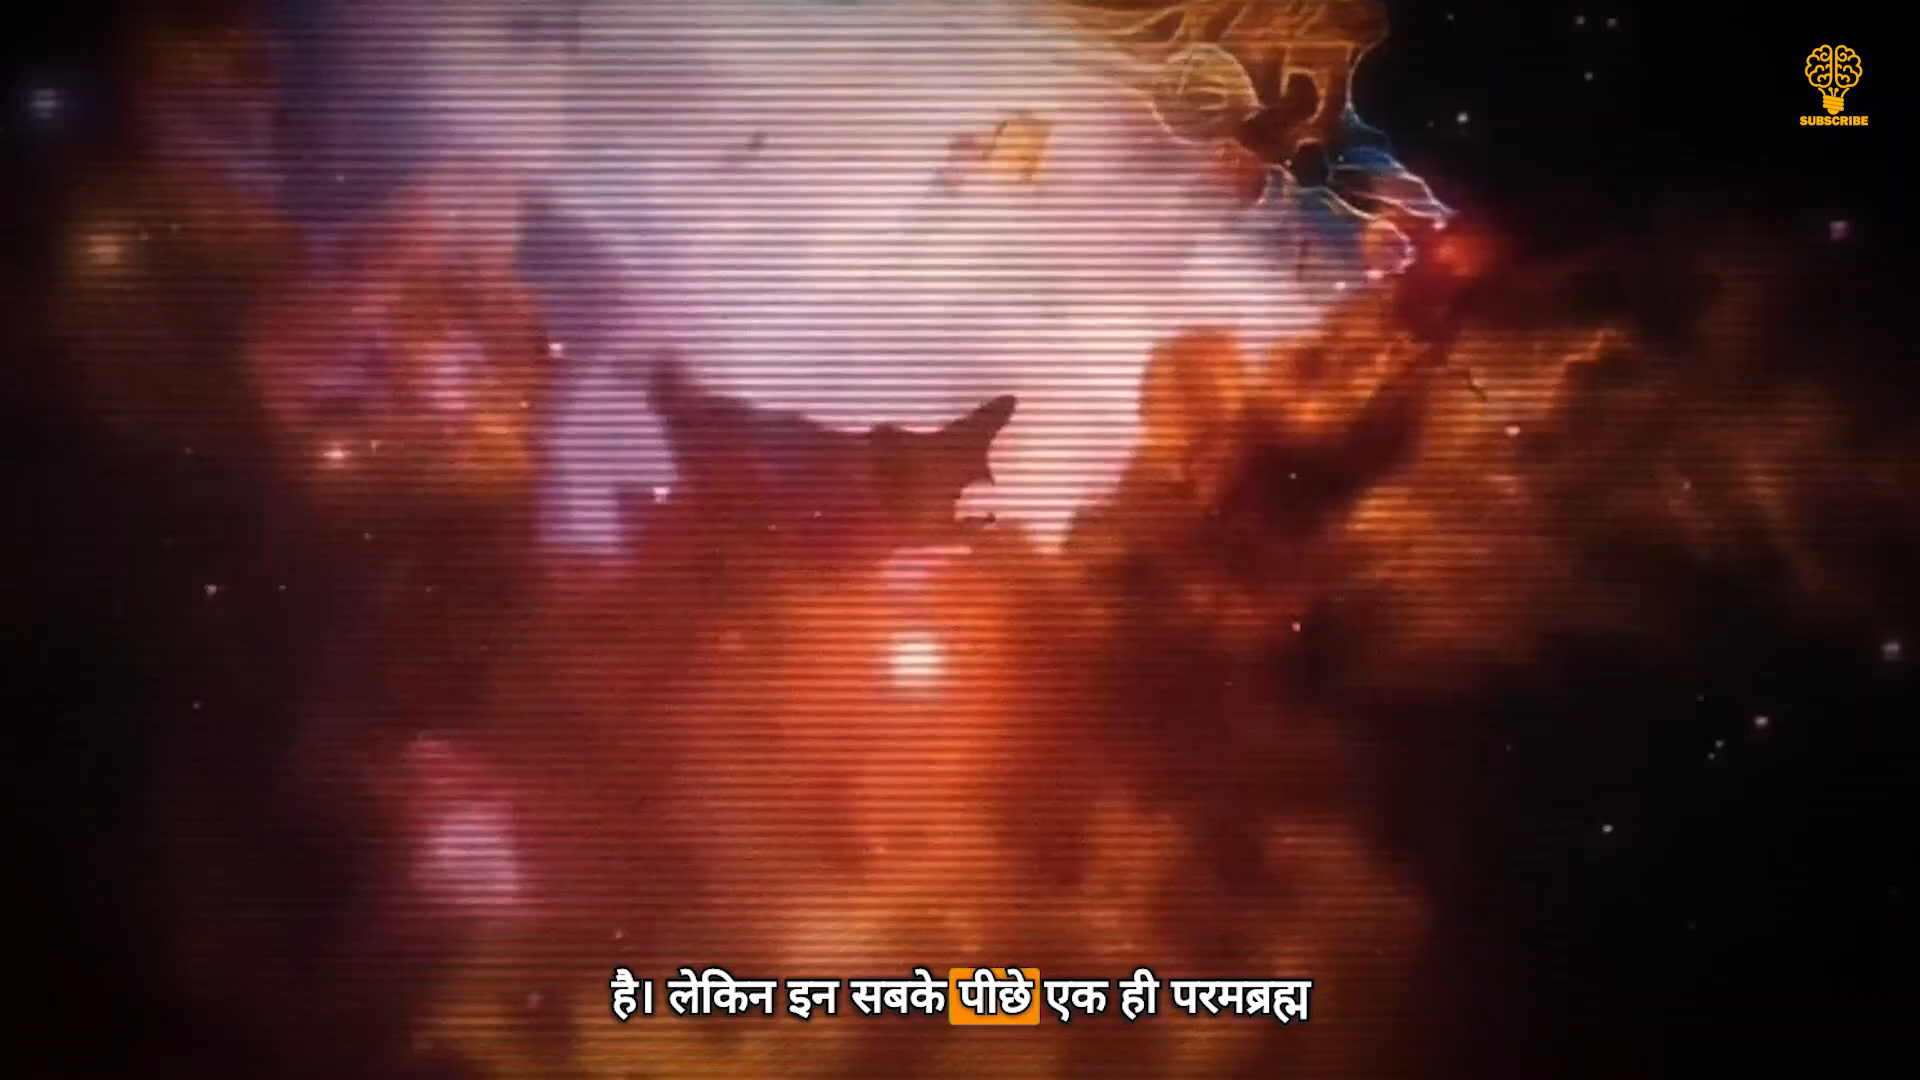 SUBSCRIBE
है। लेकिन इन सबके पीछे एक ही परमब्रह्म